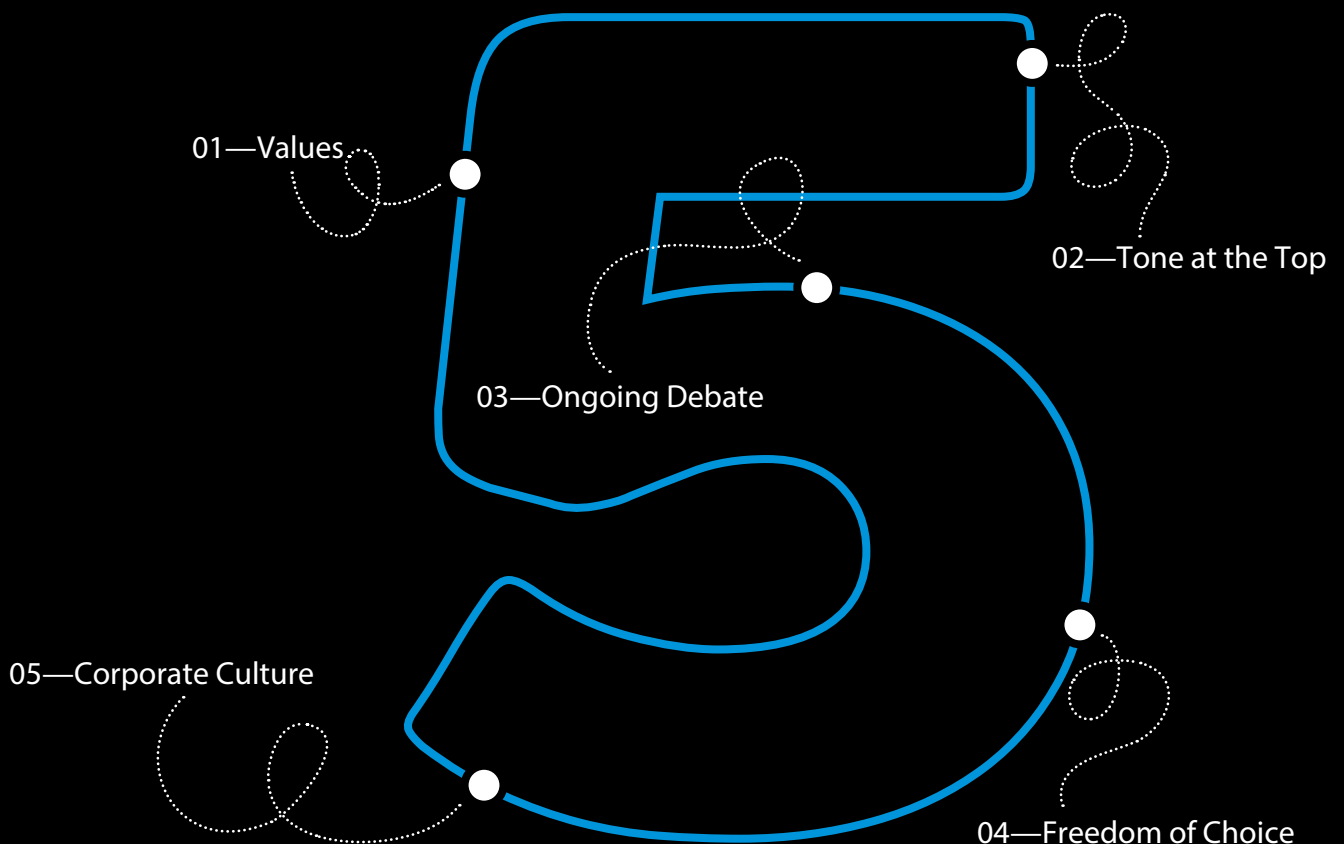 01—Values
02—Tone at the Top
03—Ongoing Debate
04—Freedom of Choice
05—Corporate Culture